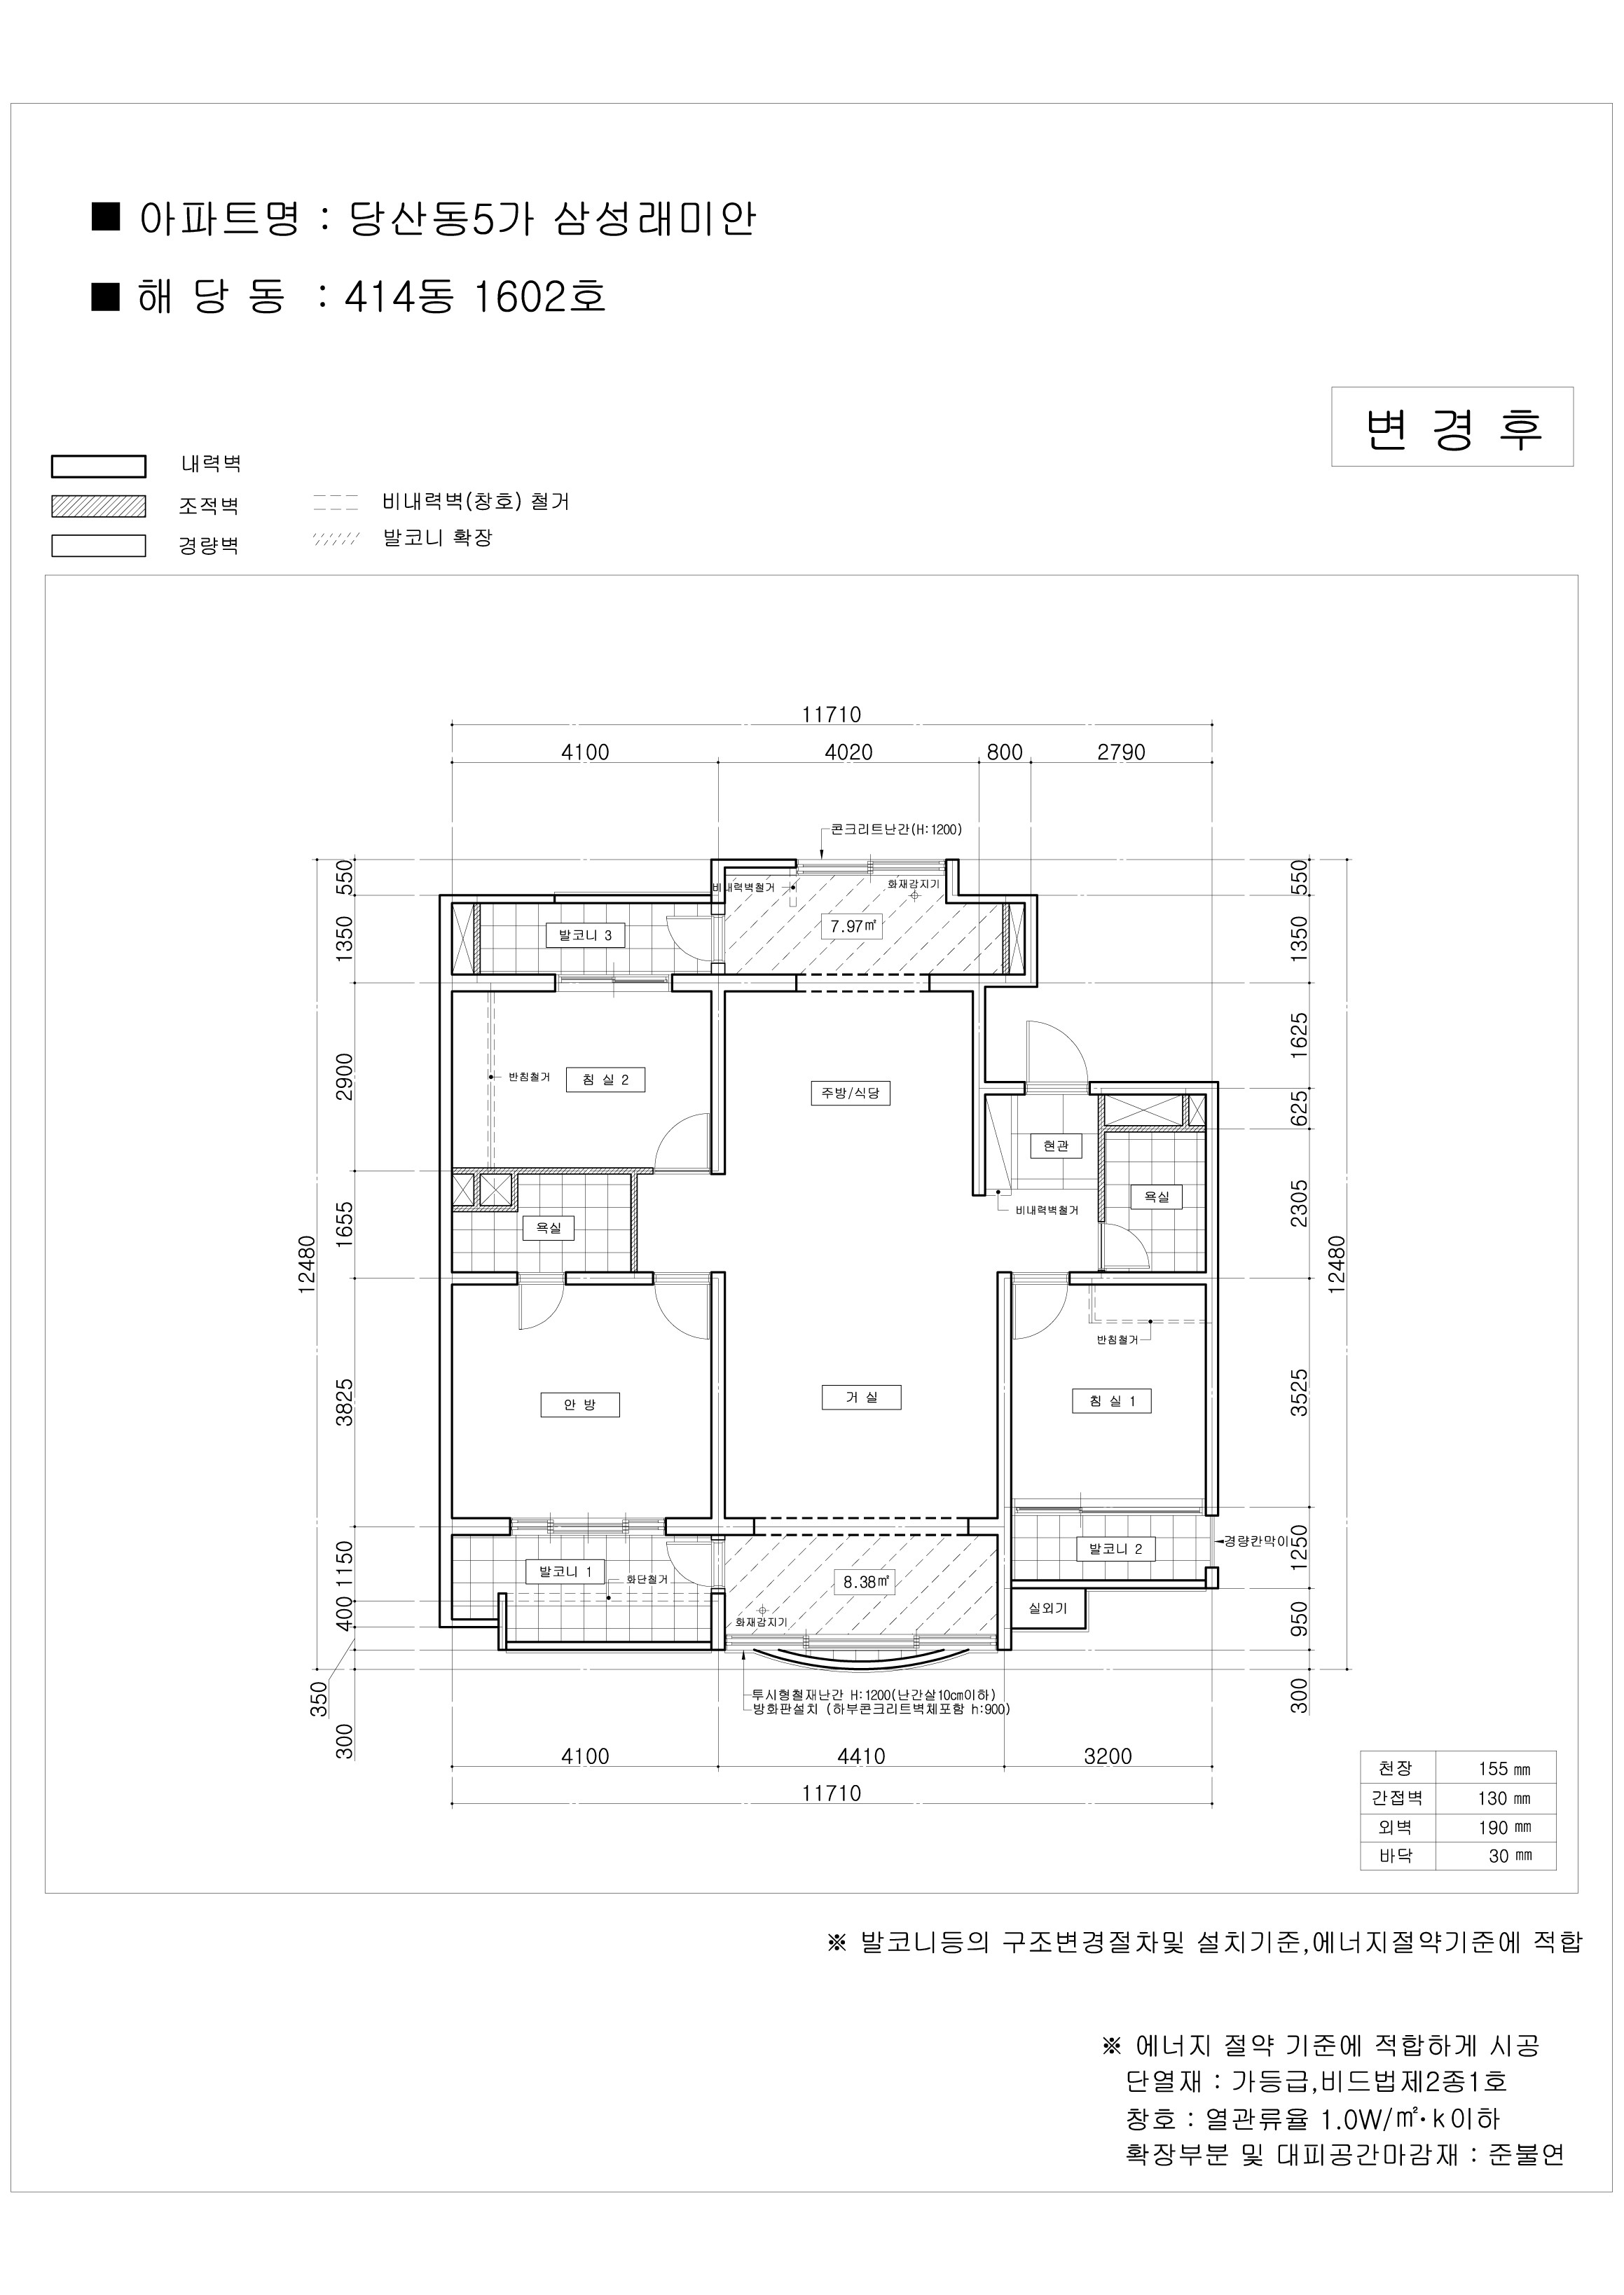 ■ 아파트명 : 당산동5가 삼성래미안
■ 해 당 동 : 414동 1602호
변 경 후
내력벽
조적벽
비내력벽(창호) 철거
경량벽
발코니 확장
11710
4100 4020 800 2790
콘크리트난간(H:1200)
550
1350
2900
1655
3825
1150
400
350
300
12480
550
1350
1625
625
2305
3525
1250
950
300
12480
비내력벽철거
화재감지기
발코니 3
7.97㎡
반침철거
침 실 2
주방/식당
현관
욕실
비내력벽철거
욕실
반침철거
안 방
거 실
침 실 1
발코니 1
화단철거
8.38㎡
발코니 2
경량칸막이
화재감지기
실외기
투시형철재난간 H:1200(난간살10㎝이하)
방화판설치 (하부콘크리트벽체포함 h:900)
4100 4410 3200
11710
천장 155 ㎜
간접벽 130 ㎜
외벽 190 ㎜
바닥 30 ㎜
※ 발코니등의 구조변경절차및 설치기준,에너지절약기준에 적합
※ 에너지 절약 기준에 적합하게 시공
단열재 : 가등급,비드법제2종1호
창호 : 열관류율 1.0W/㎡·k이하
확장부분 및 대피공간마감재 : 준불연